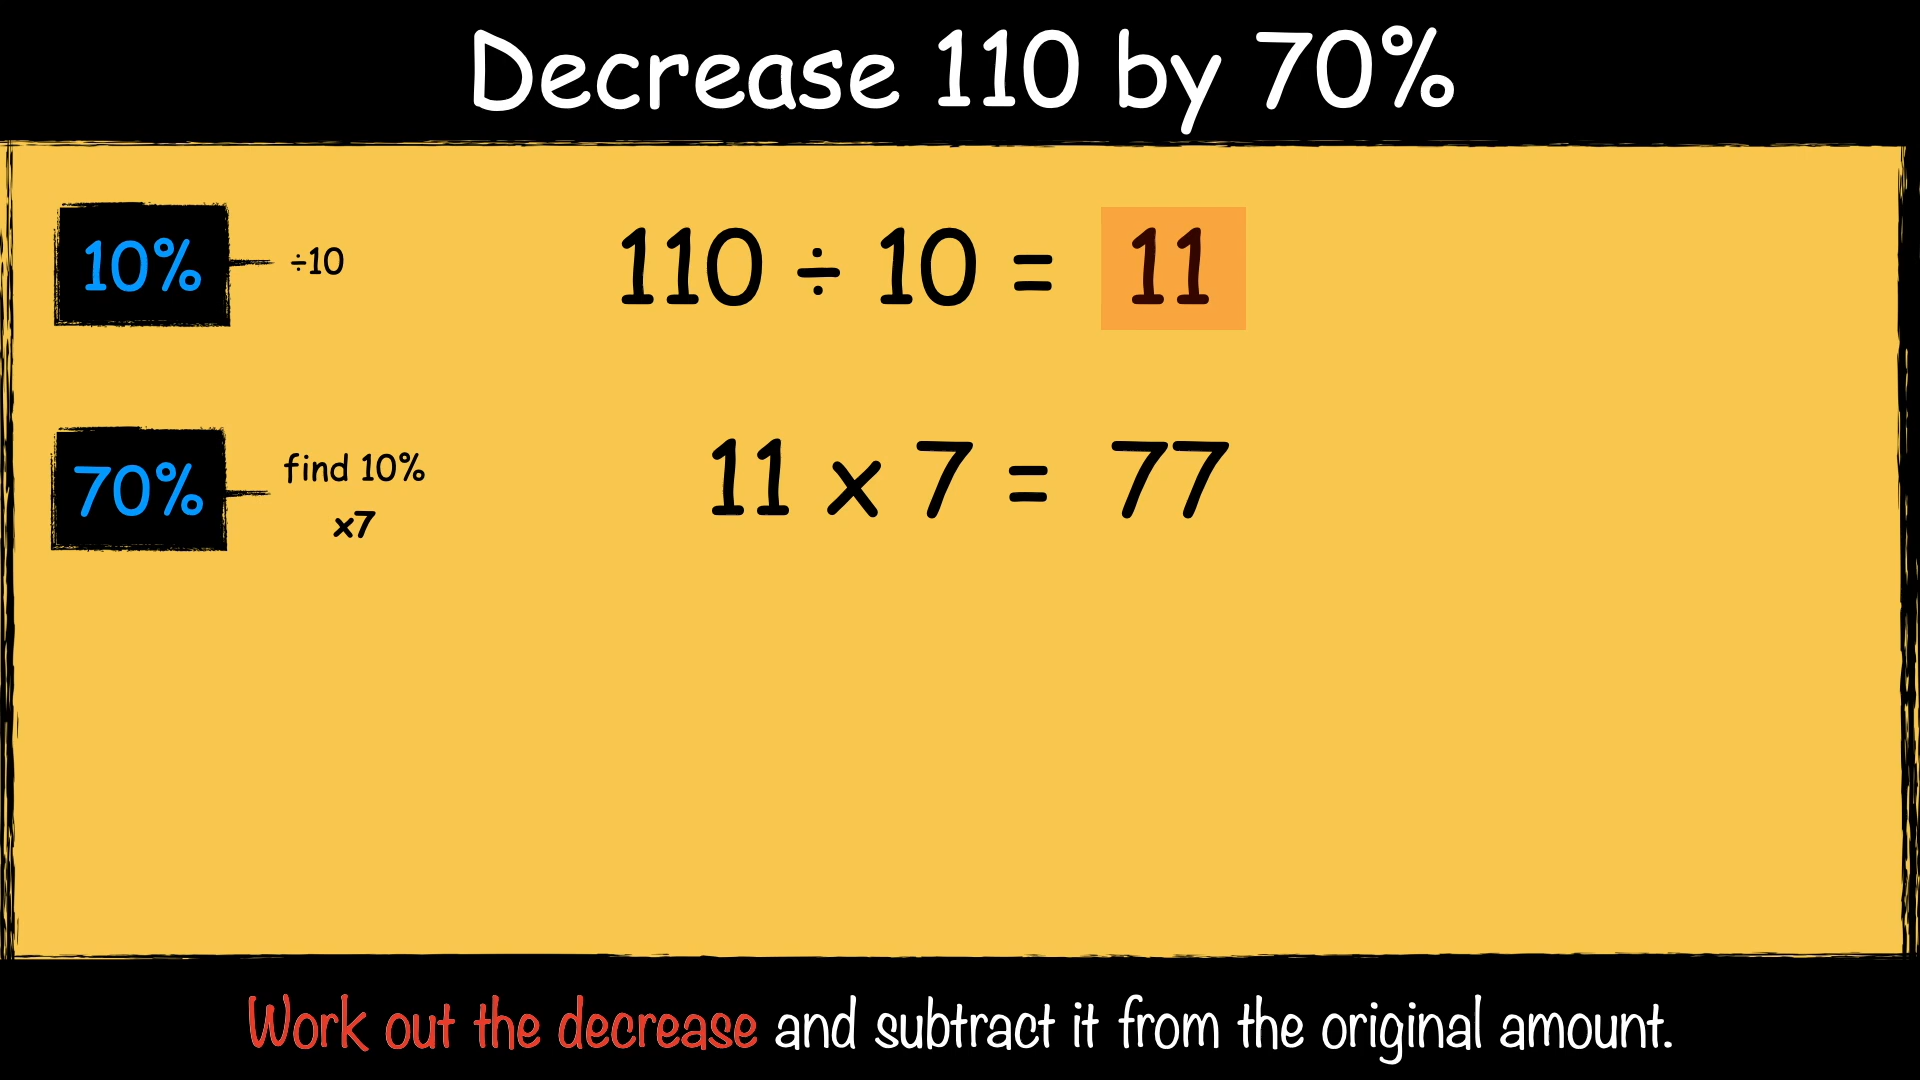 Decrease 110 by 70%
10%
÷10
110 ÷ 10 = 11
70%
find 10%
x7
11 x 7 = 77
Work out the decrease and subtract it from the original amount.